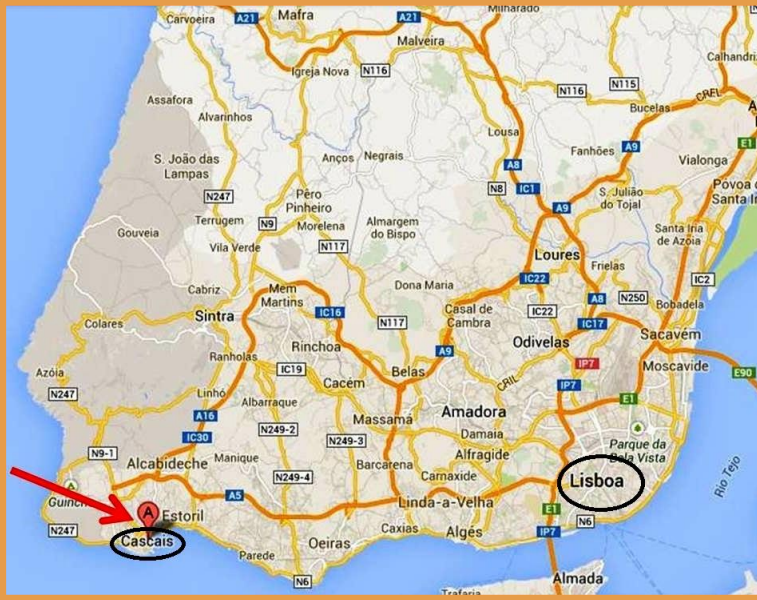 Milharado
Carvoeira
A21
Mafra
A21
Malveira
Igreja Nova
N116
Calhandri
N116
N115
CREL
Bucelas
Assafora
Alvarinhos
Lousa
A9
E1
S. João das
Lampas
Anços
Negrais
A8
Fanhões
Vialonga
N247
Pêro
Pinheiro
N8
IC1
S. Julião
do Tojal
Póvoa d
Santa Ir
A9
Gouveia
Terrugem
N9
Morelena
Almargem
do Bispo
Santa Iria
de Azóia
Vila Verde
N117
Loures
Frielas
Cabriz
Mem
Martins
Dona Maria
IC22
IC2
Sintra
IC16
Casal de
Cambra
IC22
A8
N250
Bobadela
Colares
N117
IC17
Sacavém
Ranholas
Rinchoa
A9
Odivelas
IP7
Moscavide
Azóia
IC19
Belas
CRIL
IP7
E90
N247
Linhó
Albarraque
Cacém
E1
A16
Massamá
Amadora
IC30
N249-2
N249-3
Damaia
Parque da
Bela Vista
N9-1
Alcabideche
Manique
Barcarena
Alfragide
N249-4
Carnaxide
Lisboa
Rio Tejo
Guincho
A5
Linda-a-Velha
E1
A
Estoril
N247
Caxias
Algés
IP7
N6
Cascais
Parede
Oeiras
N6
Almada
Trafaria